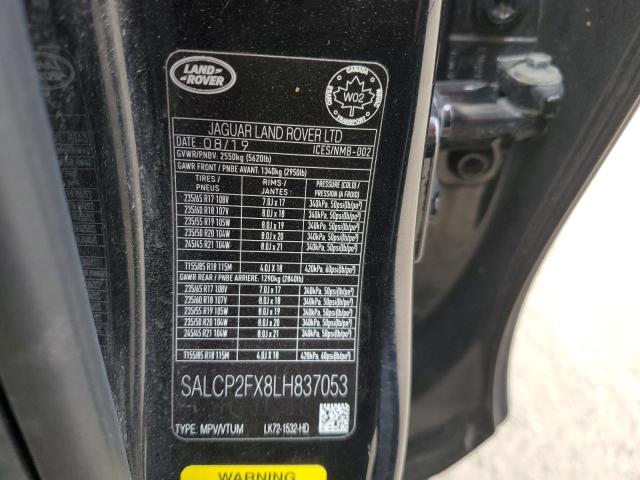 LAND ROVER
CANADA
W02
TRANSPORT
JAGUAR LAND ROVER LTD
DATE 08/19 ICES/NMB-002
GVWR/PNBV: 2550kg (5620lb)
GAWR FRONT / PNBE AVANT: 1340kg (2950lb)
TIRES / PNEUS RIMS / JANTES : PRESSURE (COLD) / PRESSION (A FROID)
235/65 R17 108V 7.0J x 17 340kPa, 50psi(lb/po²)
235/60 R18 107V 8.0J x 18 340kPa, 50psi(lb/po²)
235/55 R19 105W 8.0J x 19 340kPa, 50psi(lb/po²)
235/50 R20 104W 8.0J x 20 340kPa, 50psi(lb/po²)
245/45 R21 104W 8.0J x 21 340kPa, 50psi(lb/po²)
T155/85 R18 115M 4.0J X 18 420kPa, 60psi(lb/po²)
GAWR REAR / PNBE ARRIERE: 1290kg (2840lb)
235/65 R17 108V 7.0J x 17 340kPa, 50psi(lb/po²)
235/60 R18 107V 8.0J x 18 340kPa, 50psi(lb/po²)
235/55 R19 105W 8.0J x 19 340kPa, 50psi(lb/po²)
235/50 R20 104W 8.0J x 20 340kPa, 50psi(lb/po²)
245/45 R21 104W 8.0J x 21 340kPa, 50psi(lb/po²)
T155/85 R18 115M 4.0J X 18 420kPa, 60psi(lb/po²)
SALCP2FX8LH837053
TYPE: MPV/VTUM LK72-1532-HD
WARNING